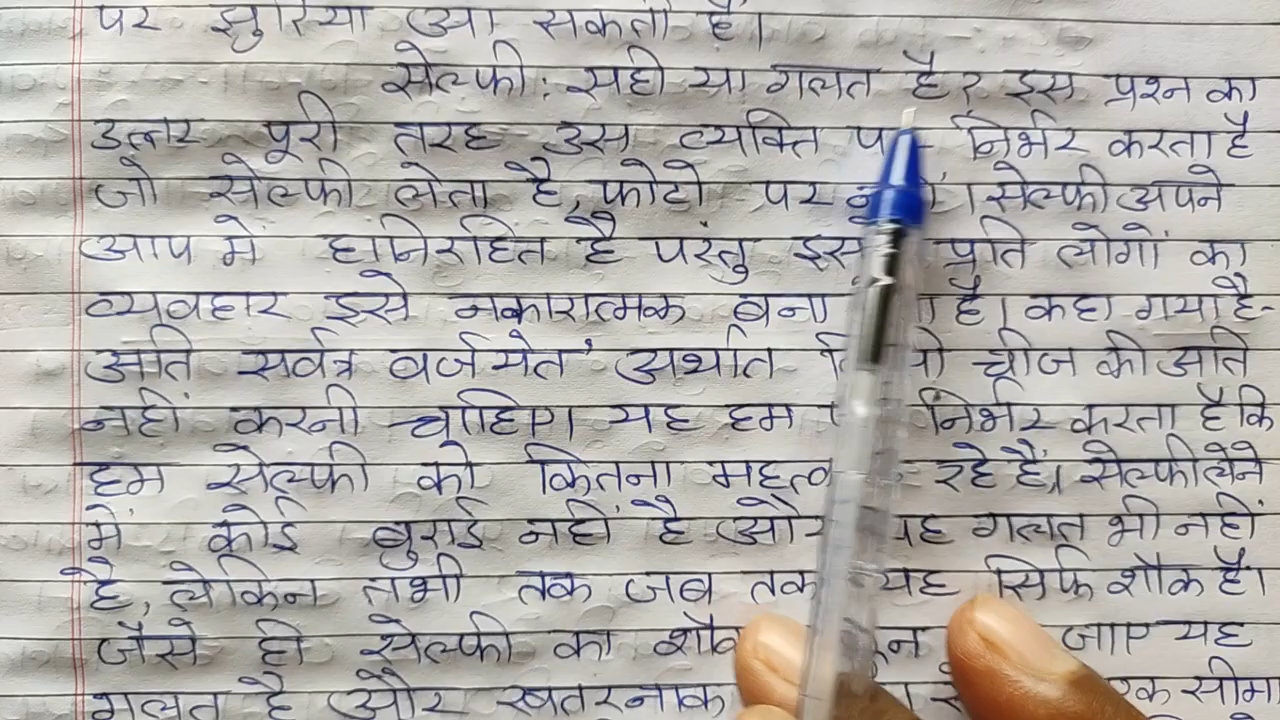 पर झुर्रिया आ सकती है।
सेल्फी: सही या गलत है? इस प्रश्न का
उत्तर पूरी तरह उस व्यक्ति पर निर्भर करता है
जो सेल्फी लेता है, फोटो पर । सेल्फी अपने
आप में हानिरहित है परंतु प्रति लोगों का
व्यवहार इसे नकारात्मक बना है। कहा गया है-
अति सर्वत्र वर्जयेत' अर्थात चीज की अति
नहीं करनी चाहिए। यह हम निर्भर करता है कि
हम सेल्फी को कितना महत्व रहे हैं, सेल्फी लेने
में कोई बुराई नहीं है और यह गलत भी नहीं
है, लेकिन तभी तक जब तक यह सिर्फ शौक है।
जैसे ही सेल्फी का जाए यह
गलत है और खतरनाक सीमा